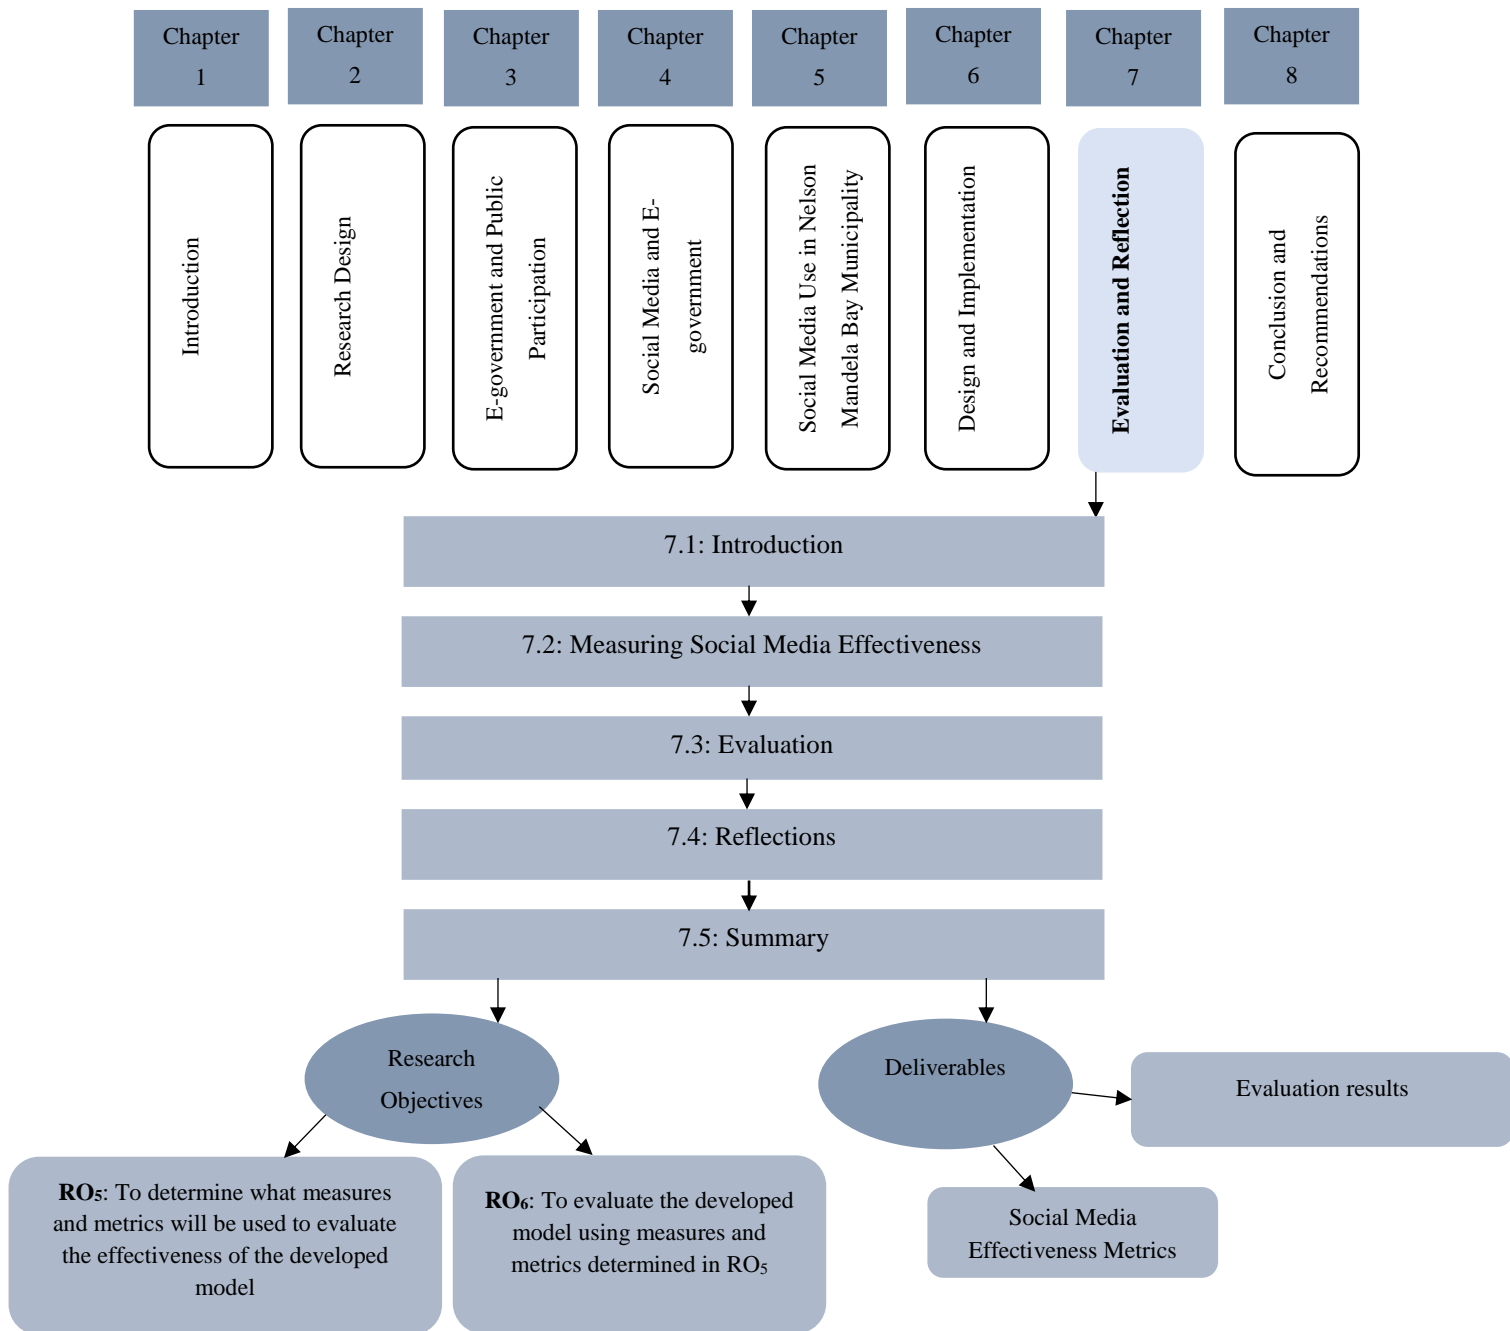 Chapter
1
Chapter
2
Chapter
3
Chapter
4
Chapter
5
Chapter
6
Chapter
7
Chapter
8
Introduction
Research Design
E-government and Public
Participation
Social Media and E-
government
Social Media Use in Nelson
Mandela Bay Municipality
Design and Implementation
Evaluation and Reflection
Conclusion and
Recommendations
7.1: Introduction
7.2: Measuring Social Media Effectiveness
7.3: Evaluation
7.4: Reflections
7.5: Summary
Research
Objectives
Deliverables
Evaluation results
RO₅: To determine what measures
and metrics will be used to evaluate
the effectiveness of the developed
model
RO₆: To evaluate the developed
model using measures and
metrics determined in RO₅
Social Media
Effectiveness Metrics